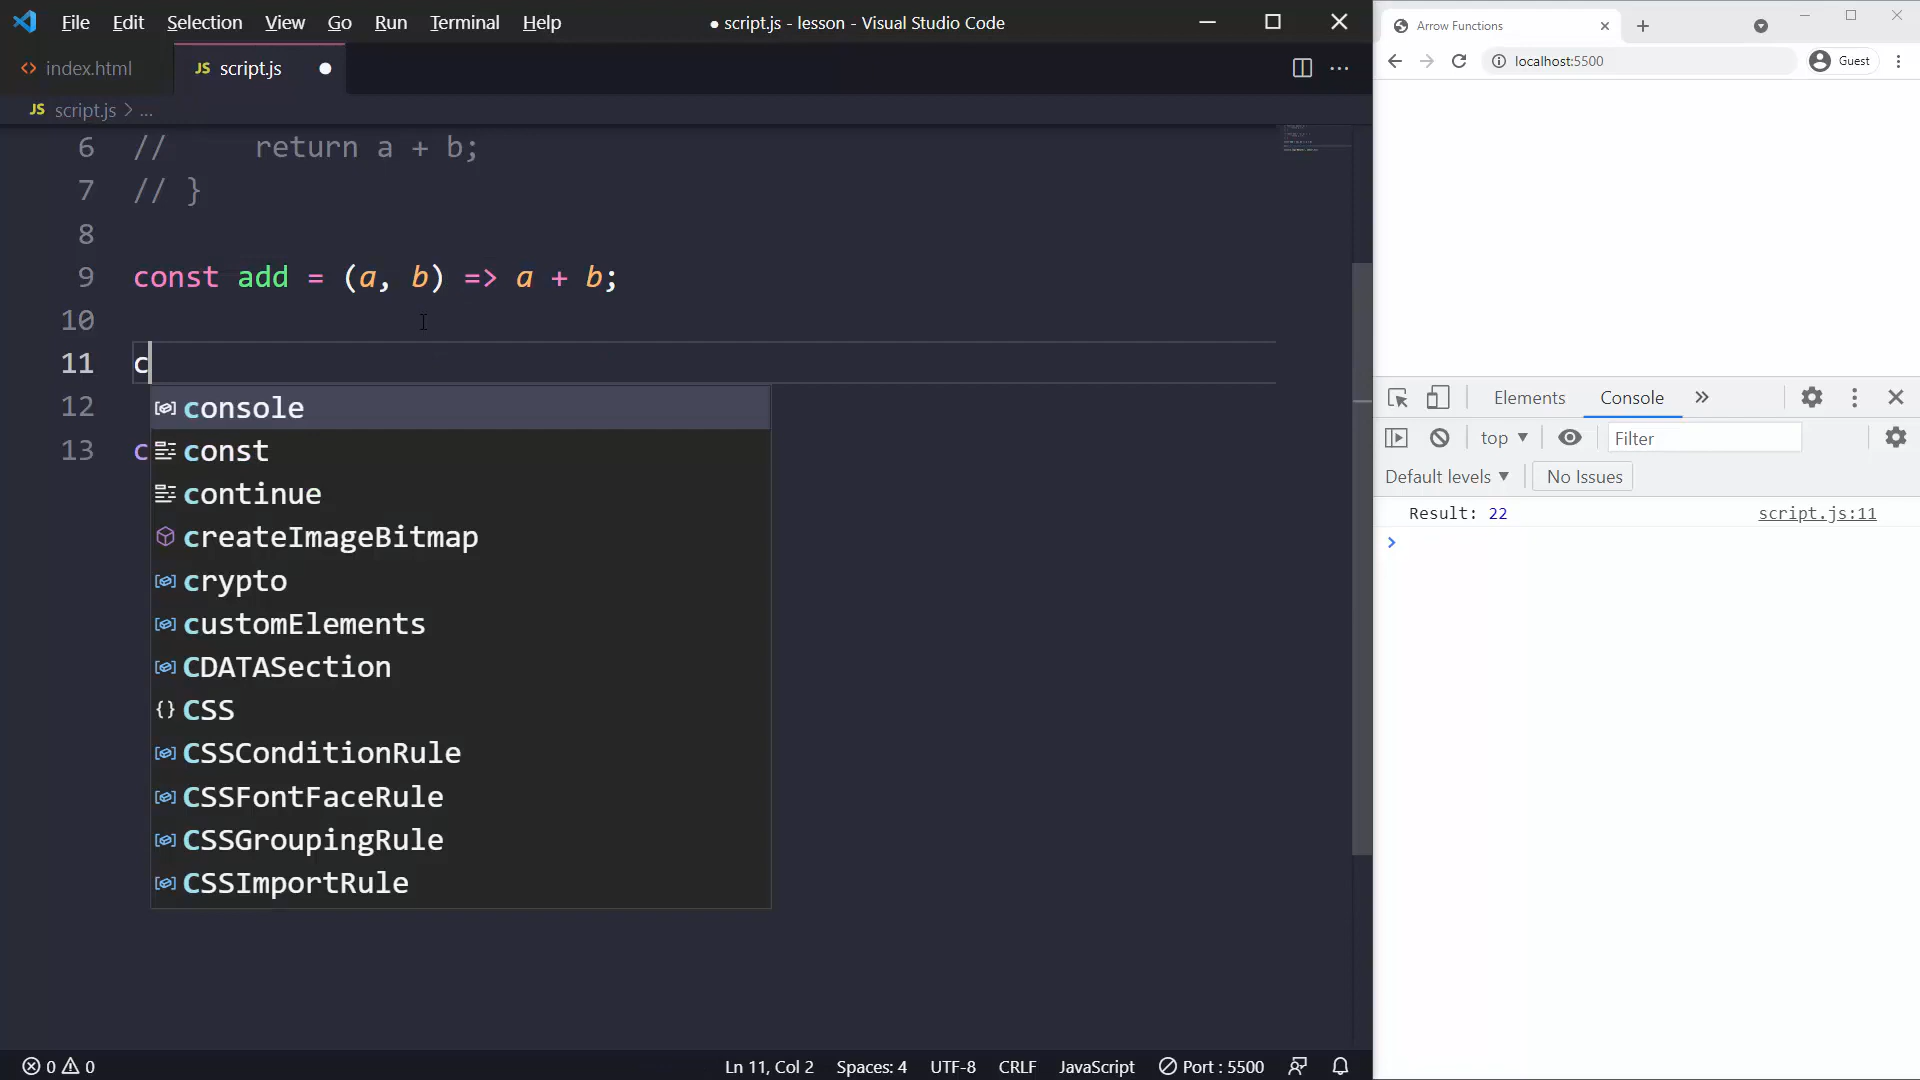 File Edit Selection View Go Run Terminal Help
● script.js - lesson - Visual Studio Code
index.html
JS script.js
JS script.js > ...
6 //     return a + b;
7 // }
8
9 const add = (a, b) => a + b;
10
11 c
12
13 c
console
const
continue
createImageBitmap
crypto
customElements
CDATASection
CSS
CSSConditionRule
CSSFontFaceRule
CSSGroupingRule
CSSImportRule
0 0
Ln 11, Col 2 Spaces: 4 UTF-8 CRLF JavaScript Port : 5500
Arrow Functions
localhost:5500
Guest
Elements Console
top Filter
Default levels No Issues
Result: 22 script.js:11